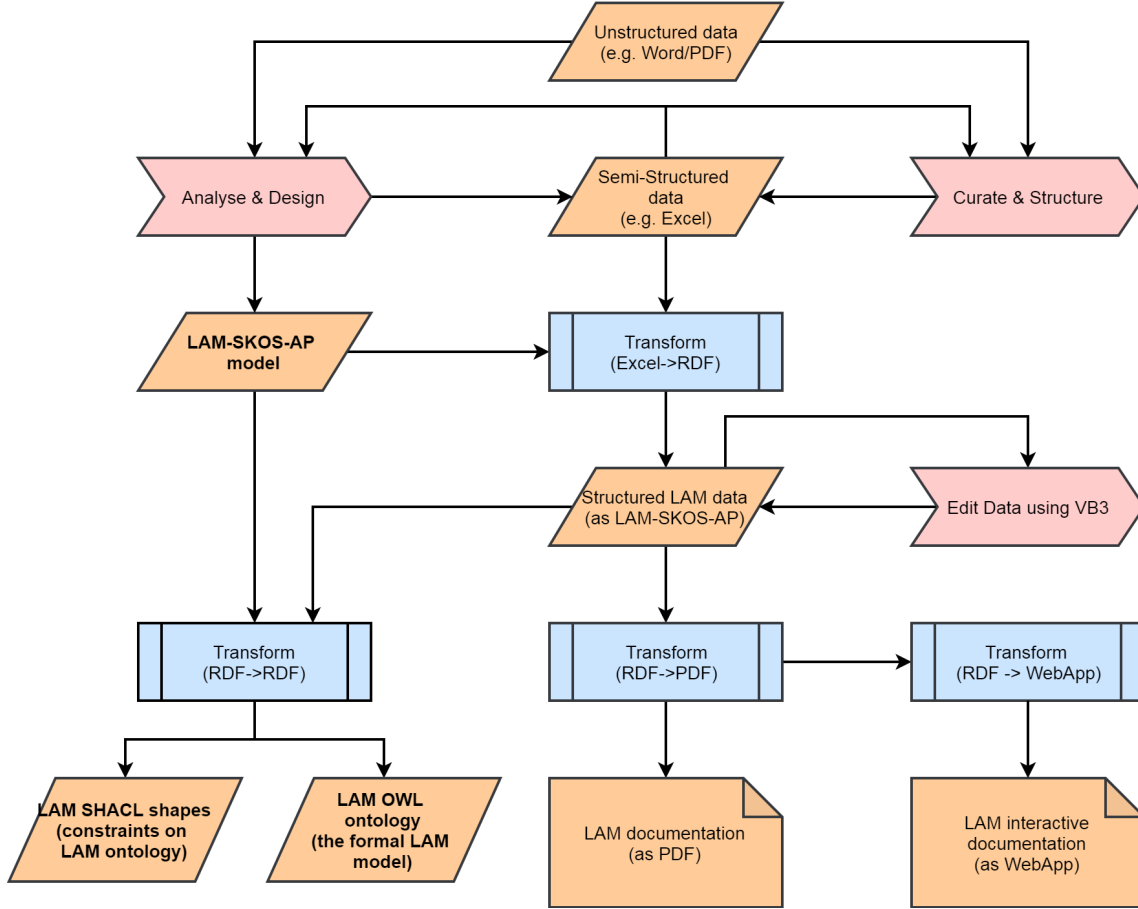 Unstructured data
(e.g. Word/PDF)
Analyse & Design
Semi-Structured
data
(e.g. Excel)
Curate & Structure
LAM-SKOS-AP
model
Transform
(Excel->RDF)
Structured LAM data
(as LAM-SKOS-AP)
Edit Data using VB3
Transform
(RDF->RDF)
Transform
(RDF->PDF)
Transform
(RDF -> WebApp)
LAM SHACL shapes
(constraints on
LAM ontology)
LAM OWL
ontology
(the formal LAM
model)
LAM documentation
(as PDF)
LAM interactive
documentation
(as WebApp)